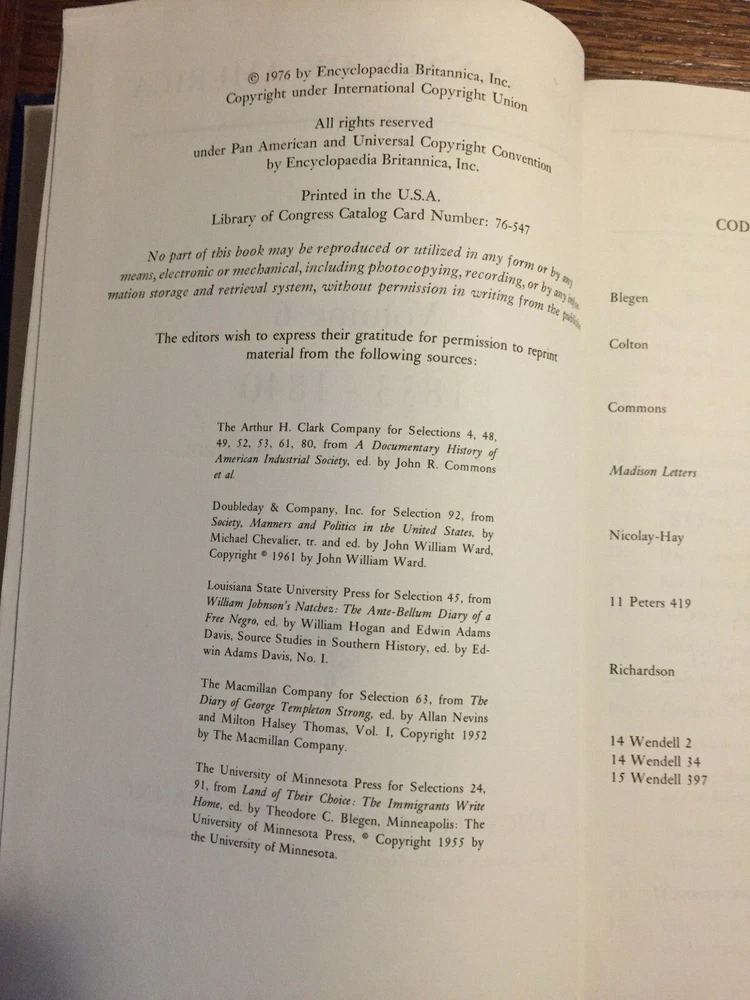 © 1976 by Encyclopaedia Britannica, Inc.
Copyright under International Copyright Union
All rights reserved
under Pan American and Universal Copyright Convention
by Encyclopaedia Britannica, Inc.
Printed in the U.S.A.
Library of Congress Catalog Card Number: 76-547
No part of this book may be reproduced or utilized in any form or by any
means, electronic or mechanical, including photocopying, recording, or by any
mation storage and retrieval system, without permission in writing from the
The editors wish to express their gratitude for permission to reprint
material from the following sources:
The Arthur H. Clark Company for Selections 4, 48,
49, 52, 53, 61, 80, from A Documentary History of
American Industrial Society, ed. by John R. Commons
et al.
Doubleday & Company, Inc. for Selection 92, from
Society, Manners and Politics in the United States, by
Michael Chevalier, tr. and ed. by John William Ward,
Copyright © 1961 by John William Ward.
Louisiana State University Press for Selection 45, from
William Johnson's Natchez: The Ante-Bellum Diary of a
Free Negro, ed. by William Hogan and Edwin Adams
Davis, Source Studies in Southern History, ed. by Ed-
win Adams Davis, No. I.
The Macmillan Company for Selection 63, from The
Diary of George Templeton Strong, ed. by Allan Nevins
and Milton Halsey Thomas, Vol. I, Copyright 1952
by The Macmillan Company.
The University of Minnesota Press for Selections 24,
91, from Land of Their Choice: The Immigrants Write
Home, ed. by Theodore C. Blegen, Minneapolis: The
University of Minnesota Press, © Copyright 1955 by
the University of Minnesota.
COD
Blegen
Colton
Commons
Madison Letters
Nicolay-Hay
11 Peters 419
Richardson
14 Wendell 2
14 Wendell 34
15 Wendell 397